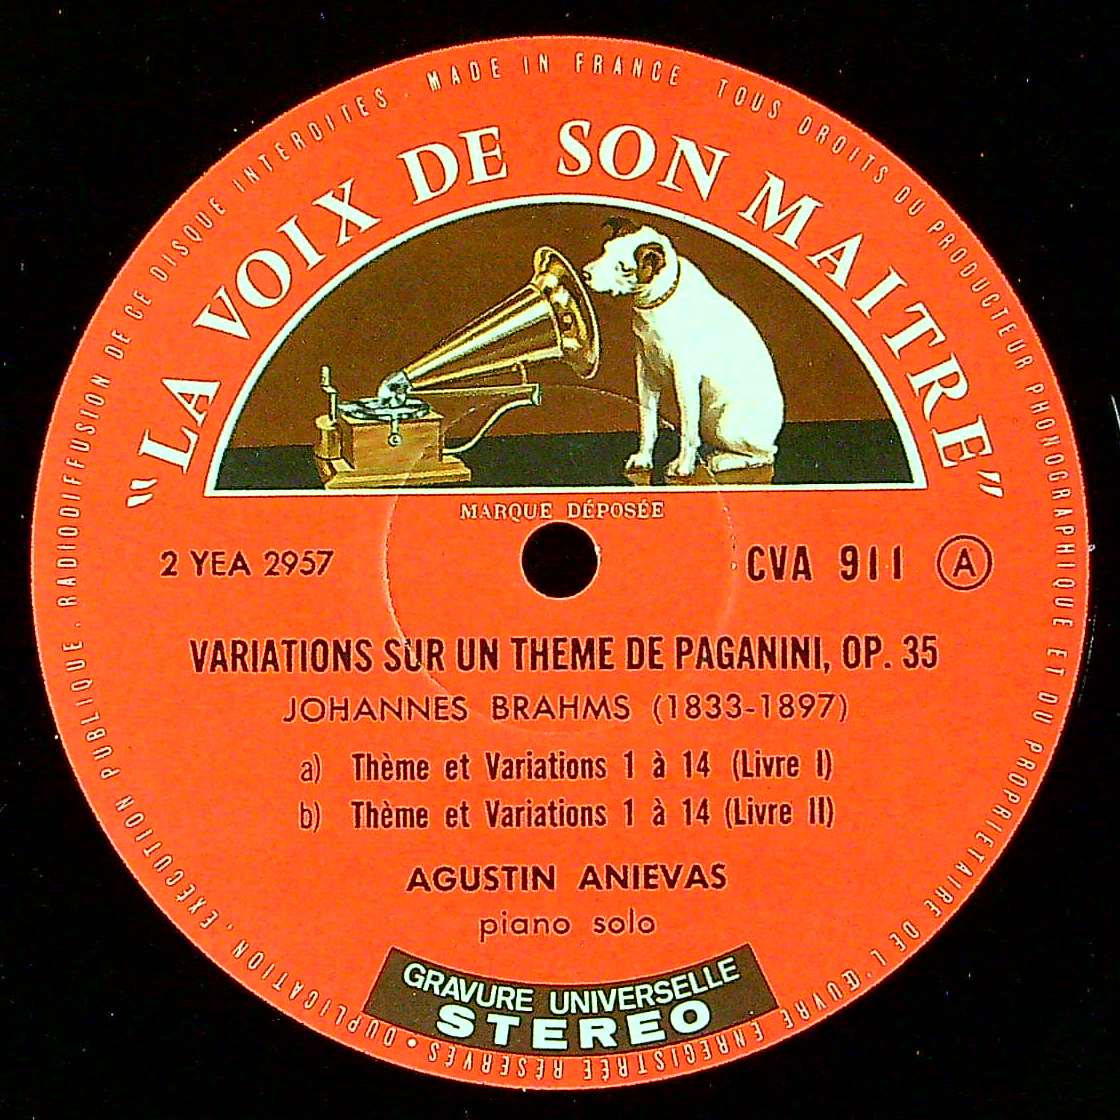 MADE IN FRANCE TOUS DROITS DU PRODUCTEUR PHONOGRAPHIQUE ET DU PROPRIETAIRE DE L'ŒUVRE ENREGISTRÉE RÉSERVÉS • DUPLICATION, EXÉCUTION PUBLIQUE. RADIODIFFUSION DE CE DISQUE INTERDITES.
"LA VOIX DE SON MAITRE"
MARQUE DÉPOSÉE
2 YEA 2957
CVA 911 A
VARIATIONS SUR UN THEME DE PAGANINI, OP. 35
JOHANNES BRAHMS (1833-1897)
a) Thème et Variations 1 à 14 (Livre I)
b) Thème et Variations 1 à 14 (Livre II)
AGUSTIN ANIEVAS
piano solo
GRAVURE UNIVERSELLE
STEREO